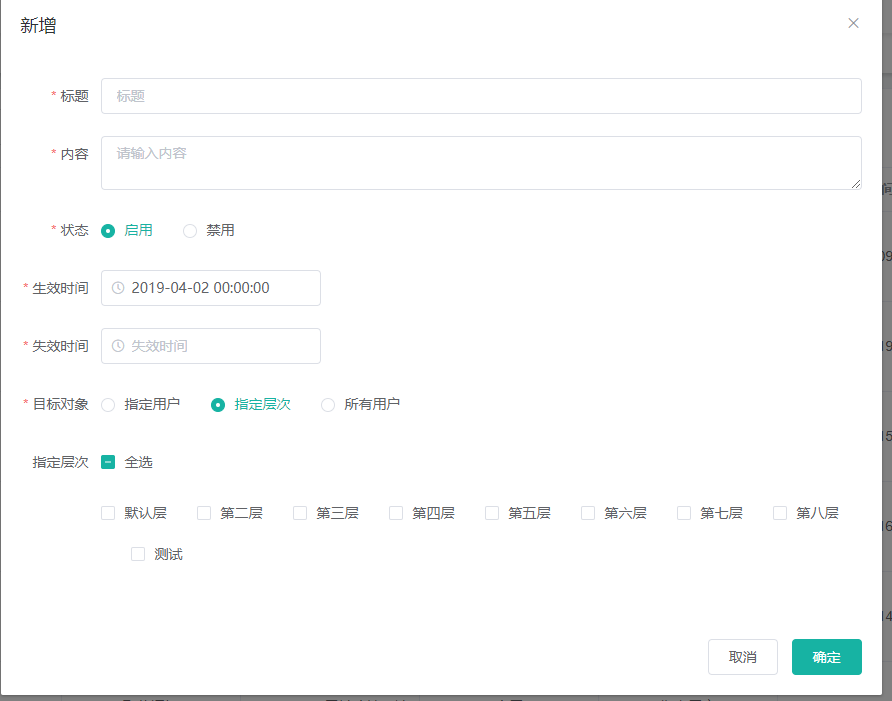 新增
* 标题 标题
* 内容 请输入内容
* 状态 启用 禁用
* 生效时间 2019-04-02 00:00:00
* 失效时间 失效时间
* 目标对象 指定用户 指定层次 所有用户
指定层次 全选
默认层 第二层 第三层 第四层 第五层 第六层 第七层 第八层
测试
取消 确定